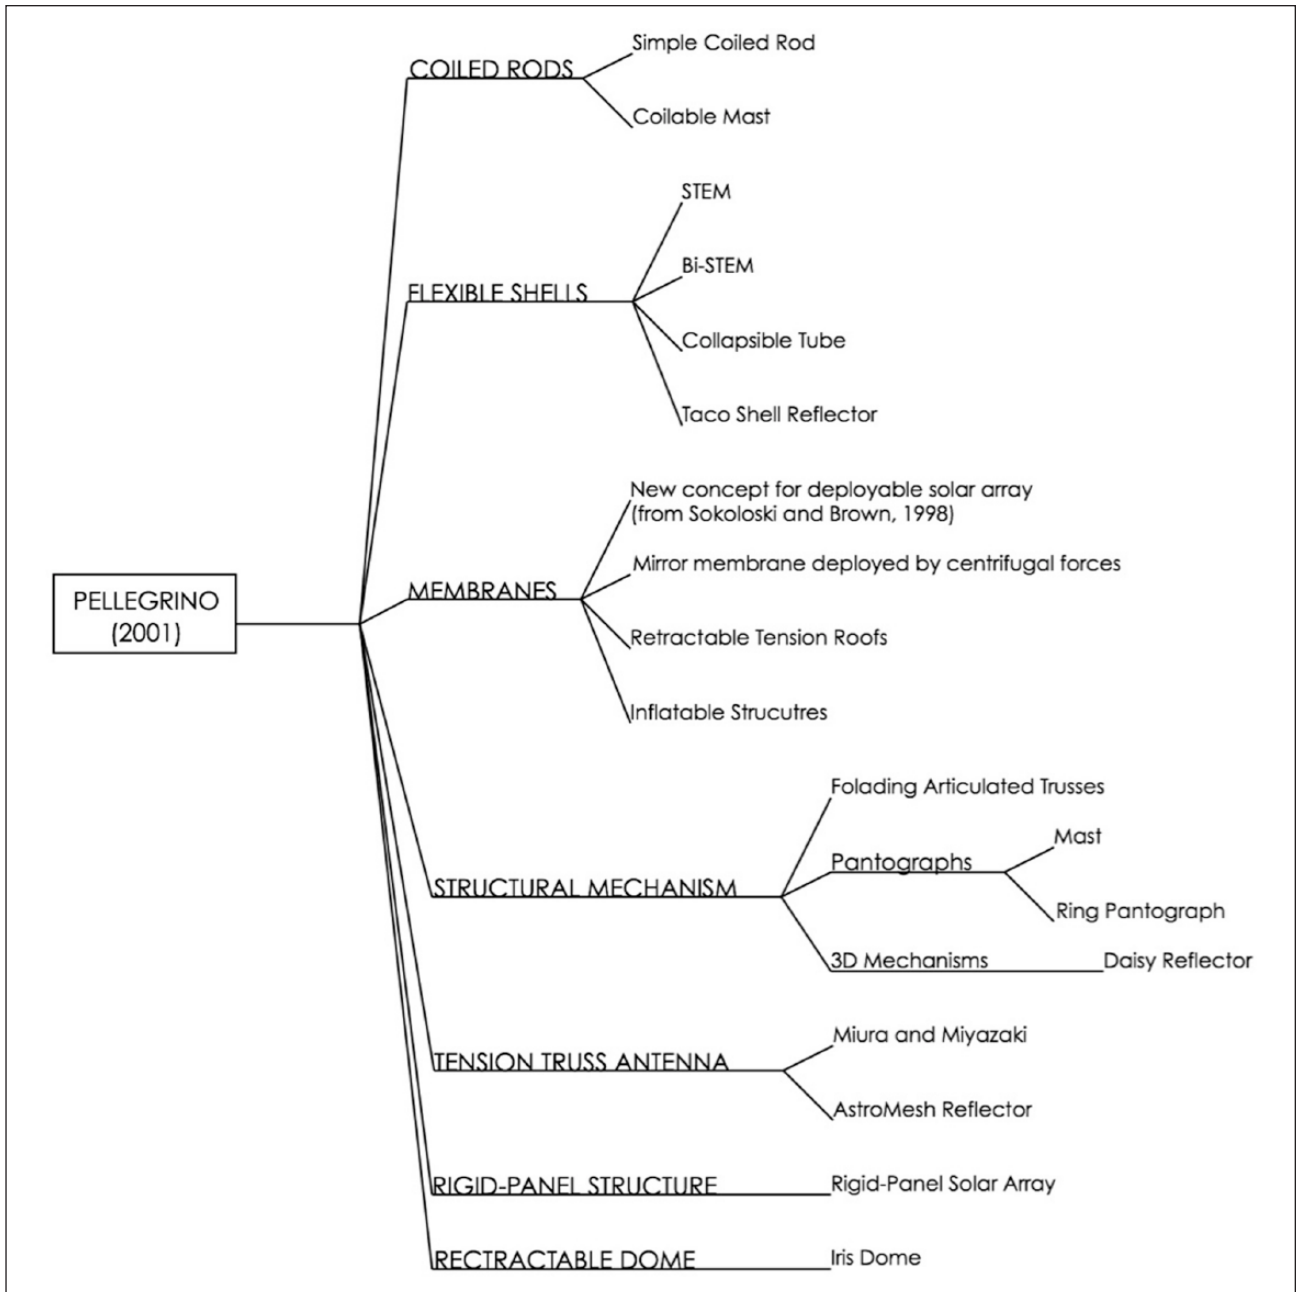 COILED RODS
Simple Coiled Rod
Coilable Mast
FLEXIBLE SHELLS
STEM
Bi-STEM
Collapsible Tube
Taco Shell Reflector
PELLEGRINO
(2001)
MEMBRANES
New concept for deployable solar array
(from Sokoloski and Brown, 1998)
Mirror membrane deployed by centrifugal forces
Retractable Tension Roofs
Inflatable Strucutres
STRUCTURAL MECHANISM
Folading Articulated Trusses
Pantographs
Mast
Ring Pantograph
3D Mechanisms
Daisy Reflector
TENSION TRUSS ANTENNA
Miura and Miyazaki
AstroMesh Reflector
RIGID-PANEL STRUCTURE
Rigid-Panel Solar Array
RECTRACTABLE DOME
Iris Dome